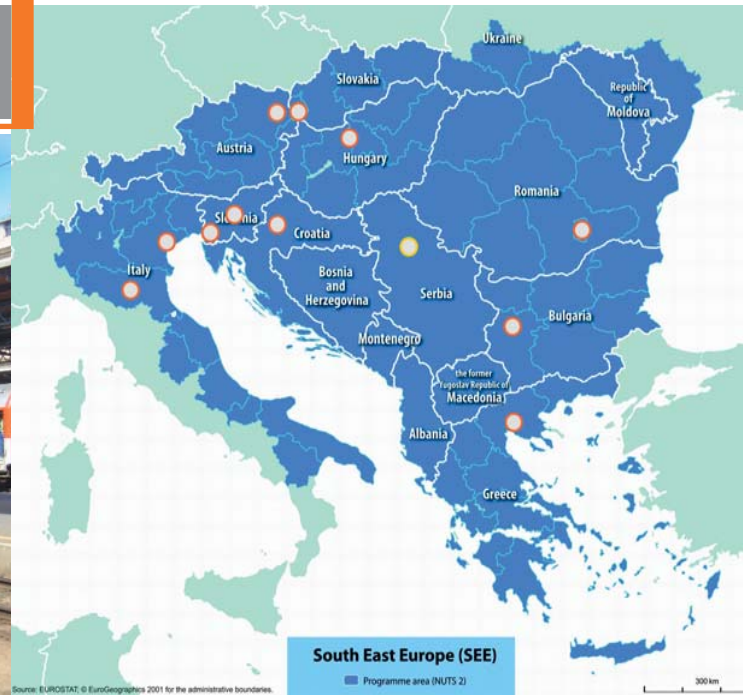 Ukraine
Slovakia
Republic
of
Moldova
Austria
Hungary
Romania
Slovenia
Croatia
Italy
Bosnia
and
Herzegovina
Serbia
Bulgaria
Montenegro
the former
Yugoslav Republic of
Macedonia
Albania
Greece
South East Europe (SEE)
Programme area (NUTS 2)
300 km
Source: EUROSTAT, © EuroGeographics 2001 for the administrative boundaries.